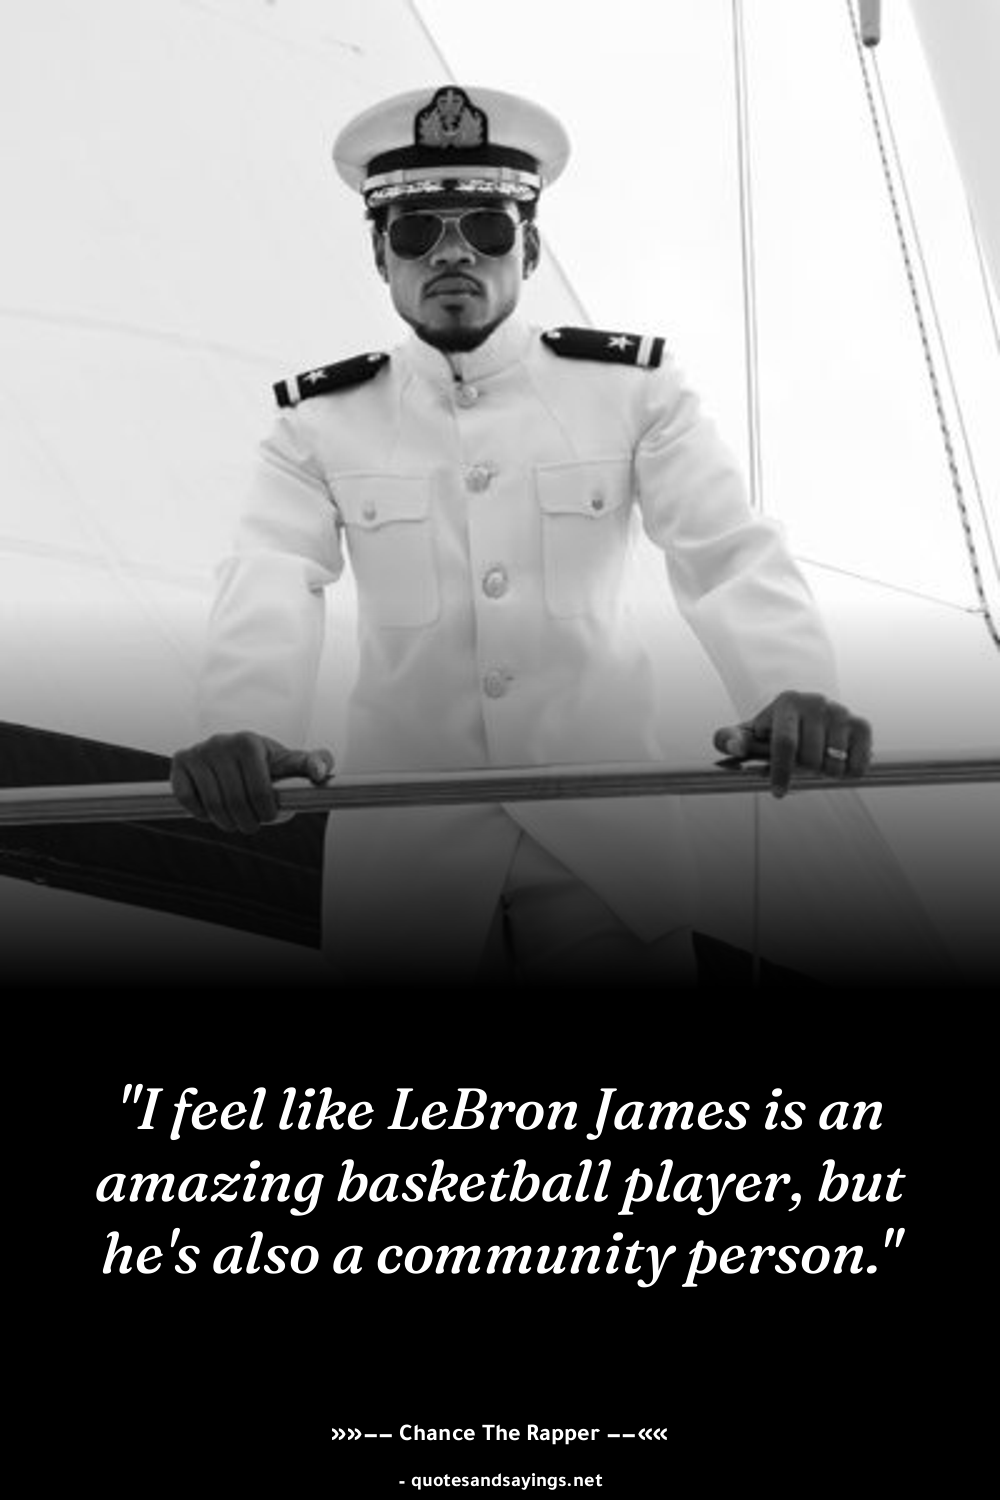 "I feel like LeBron James is an
amazing basketball player, but
he's also a community person."
»»–– Chance The Rapper ––««
- quotesandsayings.net